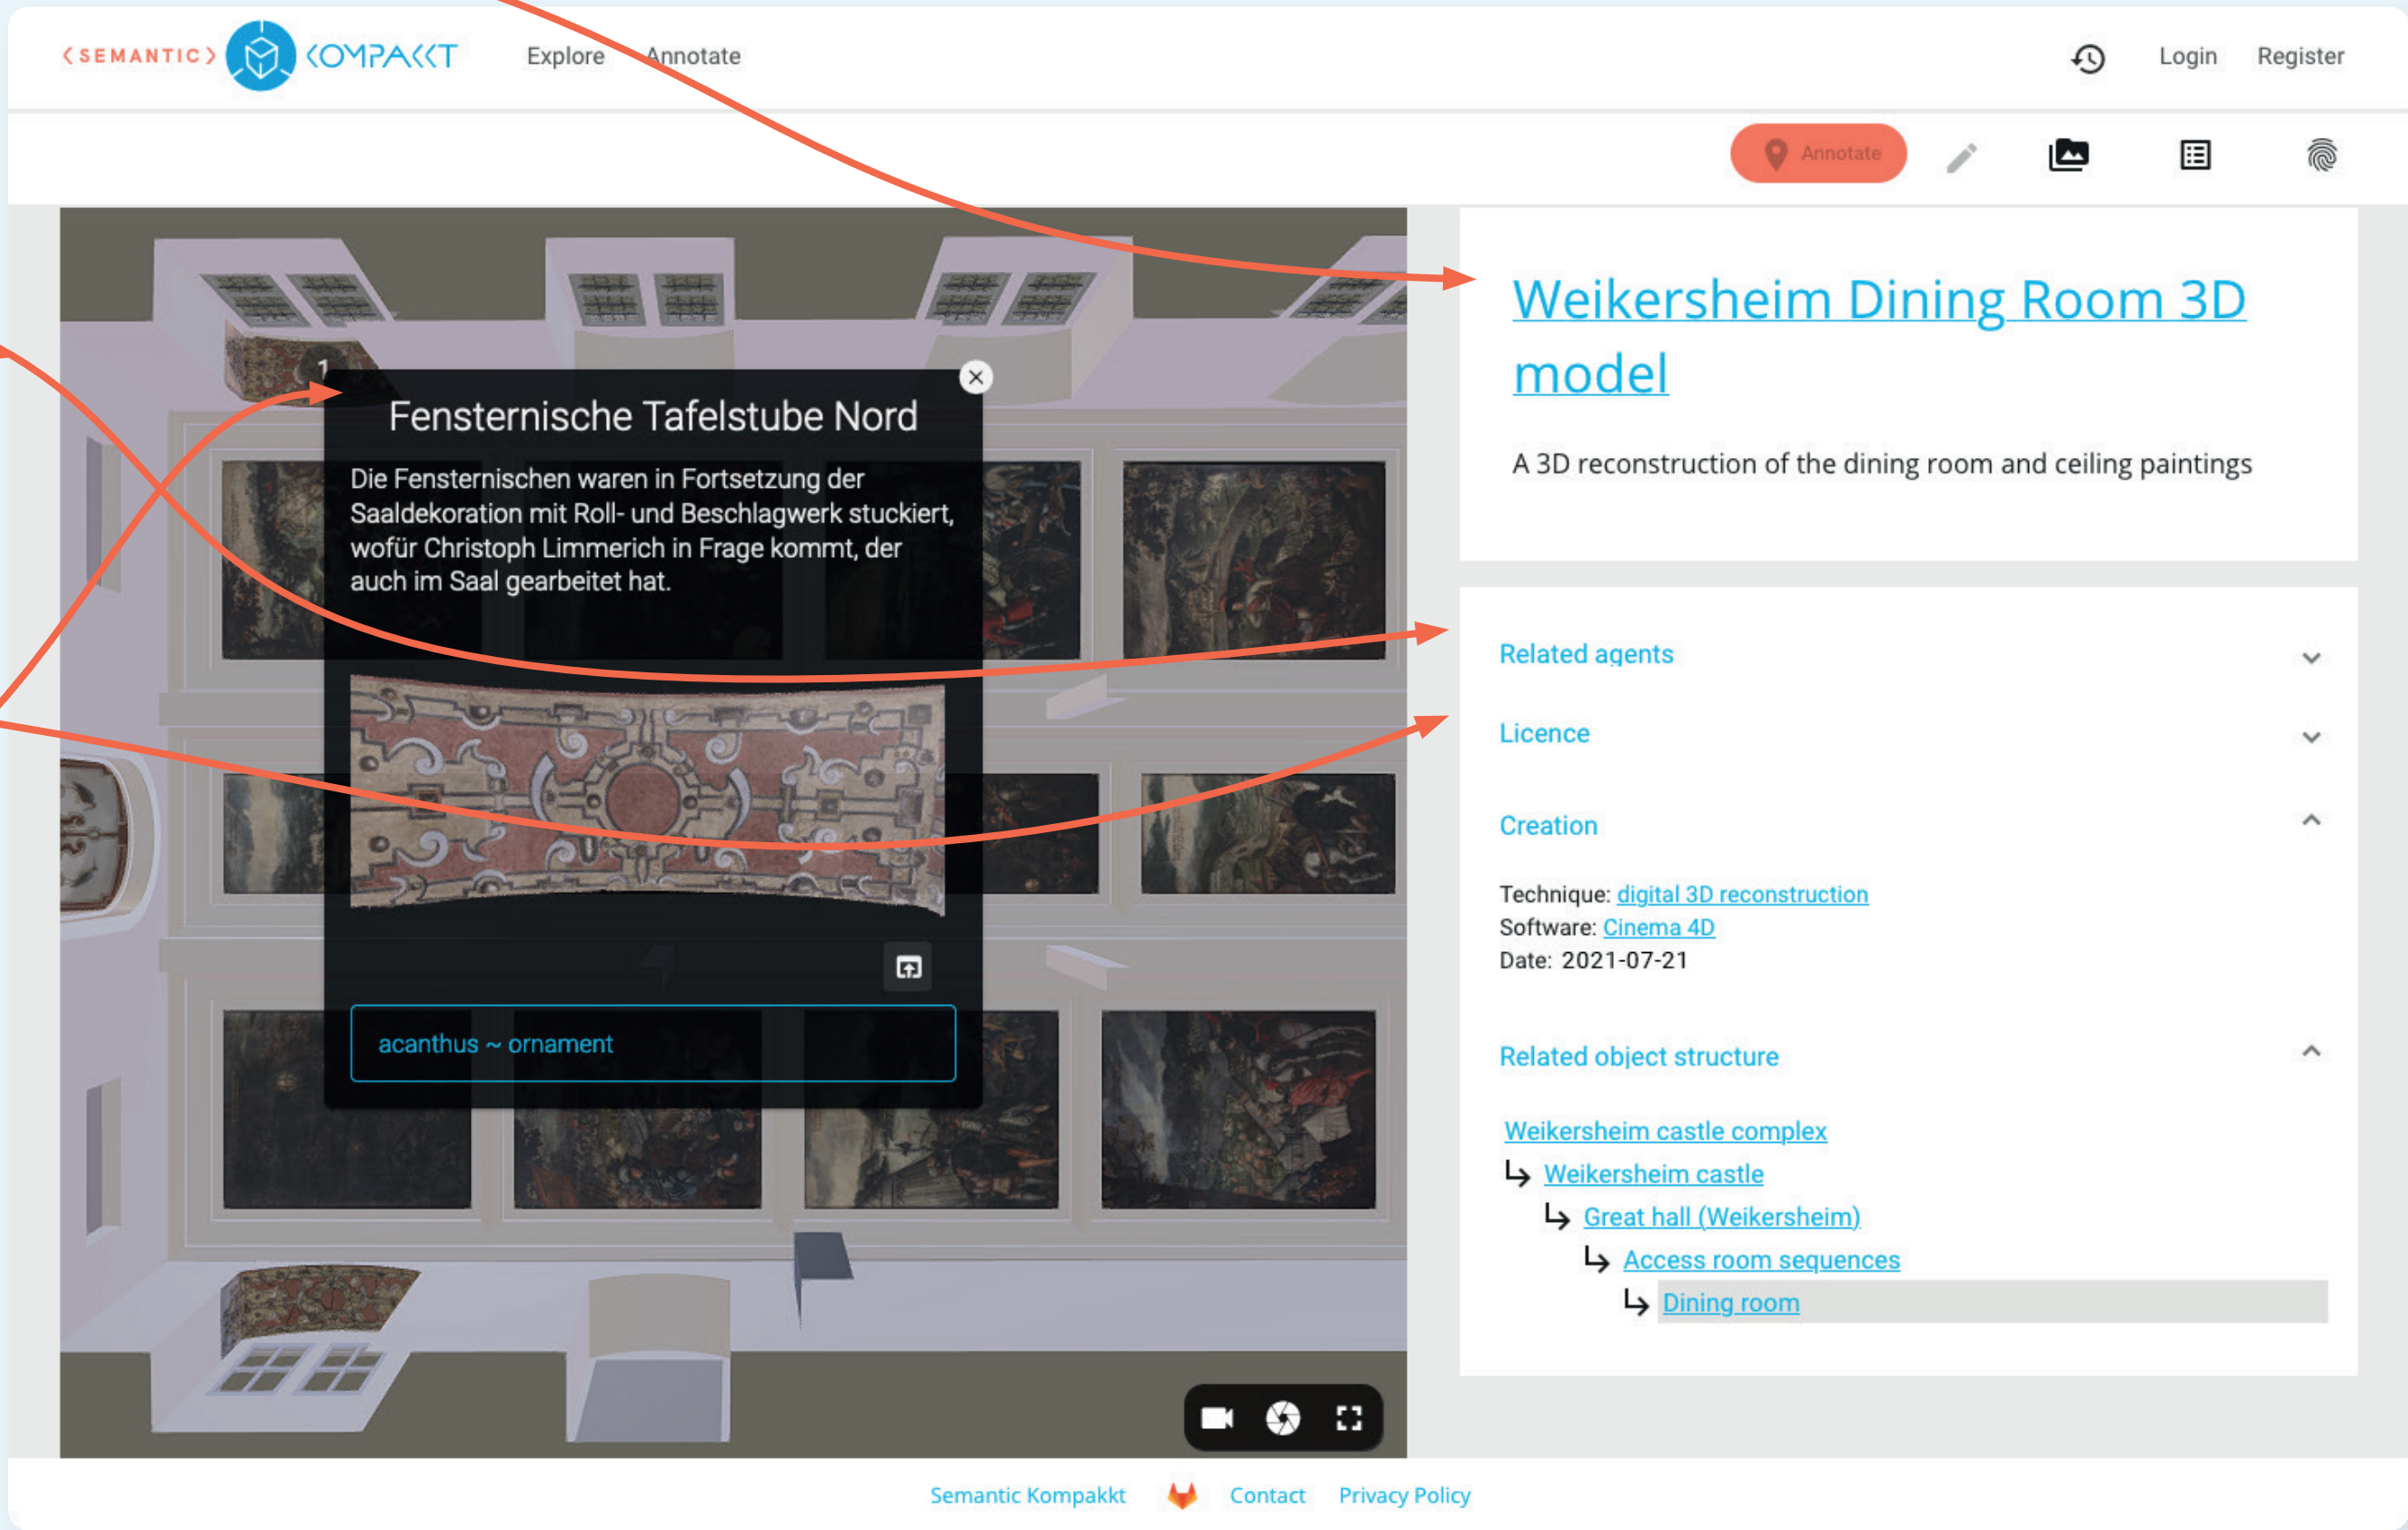 ‹SEMANTIC› KOMPAKKT
Explore Annotate
Login Register
Annotate
1
Fensternische Tafelstube Nord
Die Fensternischen waren in Fortsetzung der
Saaldekoration mit Roll- und Beschlagwerk stuckiert,
wofür Christoph Limmerich in Frage kommt, der
auch im Saal gearbeitet hat.
acanthus ~ ornament
Weikersheim Dining Room 3D
model
A 3D reconstruction of the dining room and ceiling paintings
Related agents
Licence
Creation
Technique: digital 3D reconstruction
Software: Cinema 4D
Date: 2021-07-21
Related object structure
Weikersheim castle complex
Weikersheim castle
Great hall (Weikersheim)
Access room sequences
Dining room
Semantic Kompakkt Contact Privacy Policy